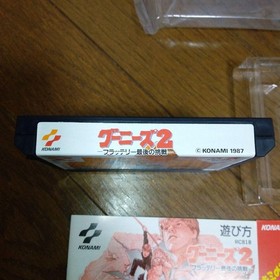 KONAMI
グーニーズ2
フラッテリー最後の挑戦
© KONAMI 1987
KONAMI
遊び方
KC818
グーニーズ2
フラッテリー最後の挑戦
KONAMI